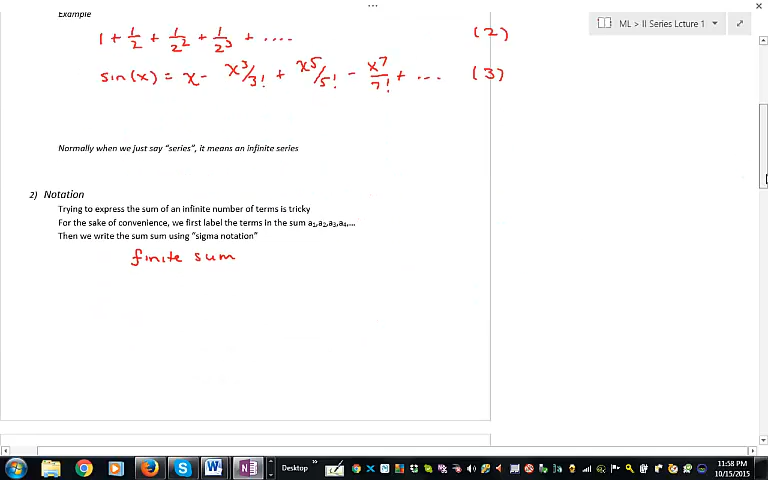 Example
1 + 1/2 + 1/2² + 1/2³ + .... (2)
sin(x) = x - x³/3! + x⁵/5! - x⁷/7! + ... (3)
Normally when we just say "series", it means an infinite series
2) Notation
Trying to express the sum of an infinite number of terms is tricky
For the sake of convenience, we first label the terms in the sum a₁,a₂,a₃,a₄,...
Then we write the sum sum using "sigma notation"
finite sum
ML > II Series Lcture 1
Desktop
11:58 PM
10/15/2015